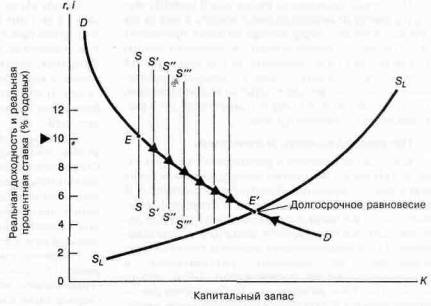 r, i
D
S
S′
S″
S‴
S_L
Реальная доходность и реальная
процентная ставка (% годовых)
12
10
8
6
4
2
0
E
E′
Долгосрочное равновесие
S
S′
S″
S‴
D
S_L
K
Капитальный запас